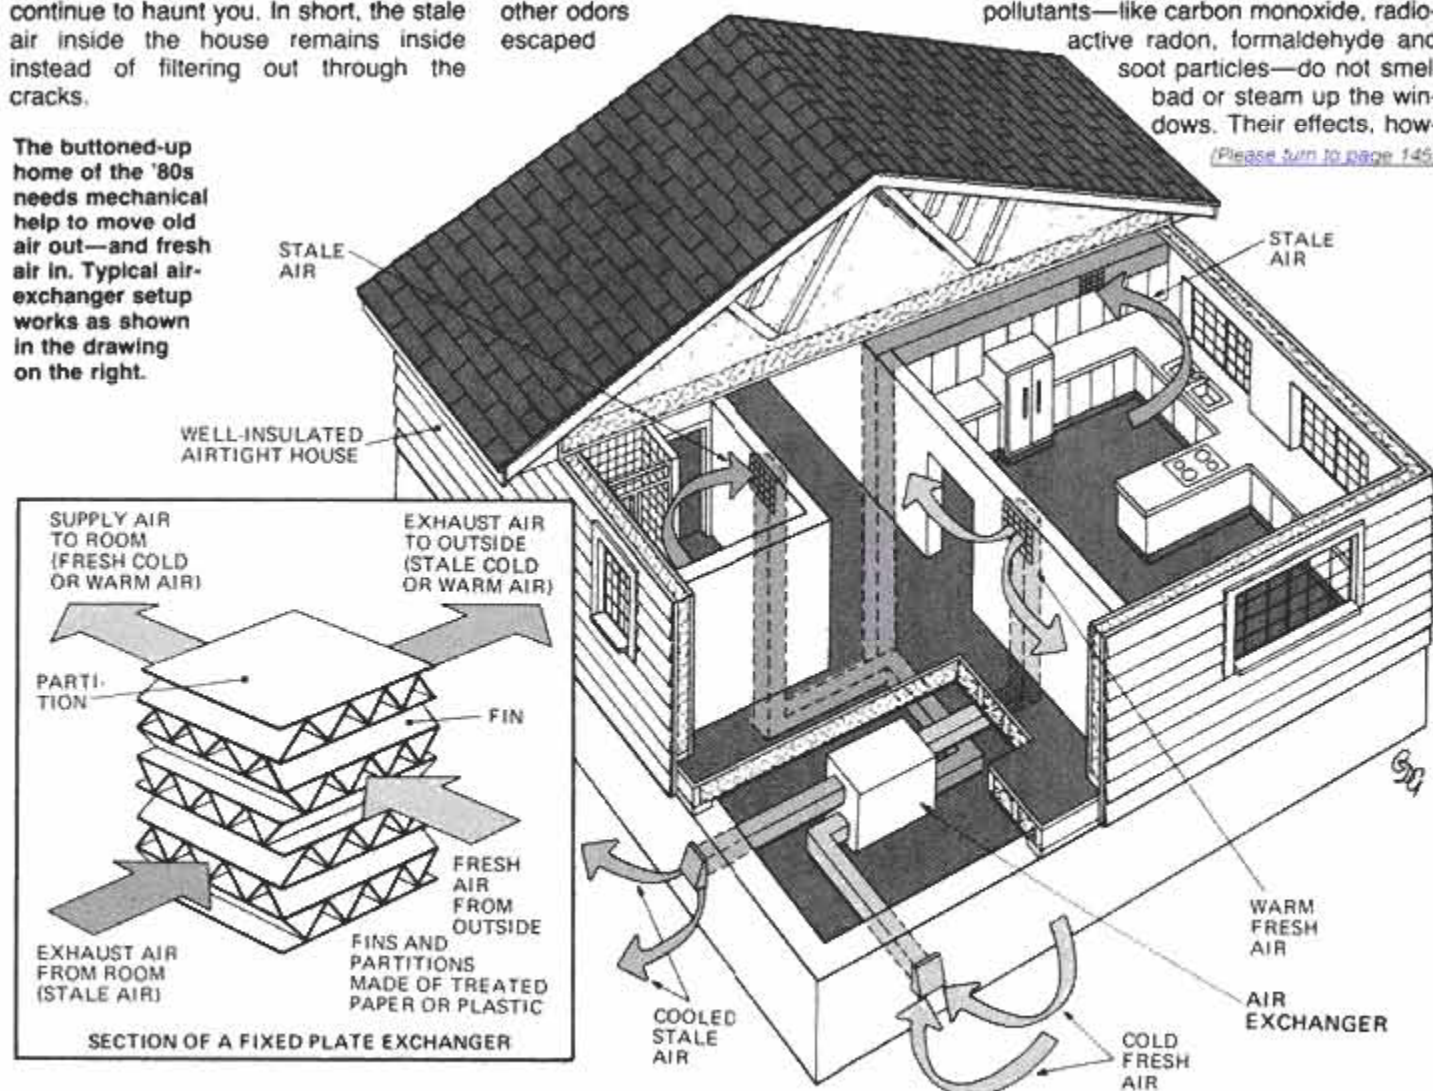 continue to haunt you. In short, the stale
air inside the house remains inside
instead of filtering out through the
cracks.
other odors
escaped
pollutants—like carbon monoxide, radio-
active radon, formaldehyde and
soot particles—do not smel
bad or steam up the win-
dows. Their effects, how-
(Please turn to page 145
The buttoned-up
home of the '80s
needs mechanical
help to move old
air out—and fresh
air in. Typical air-
exchanger setup
works as shown
in the drawing
on the right.
STALE
AIR
STALE
AIR
WELL-INSULATED
AIRTIGHT HOUSE
SUPPLY AIR
TO ROOM
(FRESH COLD
OR WARM AIR)
EXHAUST AIR
TO OUTSIDE
(STALE COLD
OR WARM AIR)
PARTI-
TION
FIN
FRESH
AIR
FROM
OUTSIDE
EXHAUST AIR
FROM ROOM
(STALE AIR)
FINS AND
PARTITIONS
MADE OF TREATED
PAPER OR PLASTIC
SECTION OF A FIXED PLATE EXCHANGER
COOLED
STALE
AIR
COLD
FRESH
AIR
WARM
FRESH
AIR
AIR
EXCHANGER